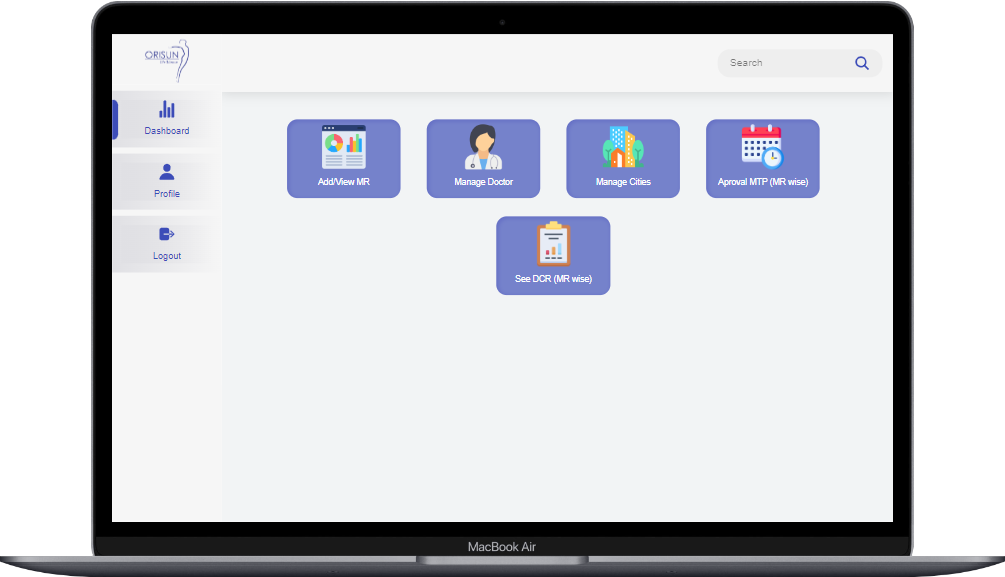 ORISUN
Search
Dashboard
Profile
Logout
Add/View MR
Manage Doctor
Manage Cities
Aproval MTP (MR wise)
See DCR (MR wise)
MacBook Air